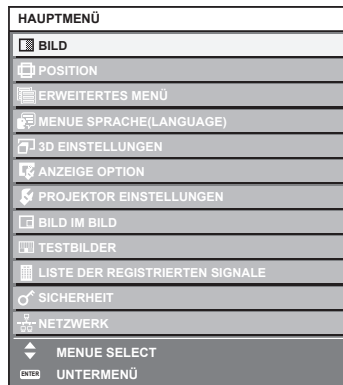 HAUPTMENÜ
BILD
POSITION
ERWEITERTES MENÜ
MENUE SPRACHE(LANGUAGE)
3D EINSTELLUNGEN
ANZEIGE OPTION
PROJEKTOR EINSTELLUNGEN
BILD IM BILD
TESTBILDER
LISTE DER REGISTRIERTEN SIGNALE
SICHERHEIT
NETZWERK
MENUE SELECT
ENTER UNTERMENÜ